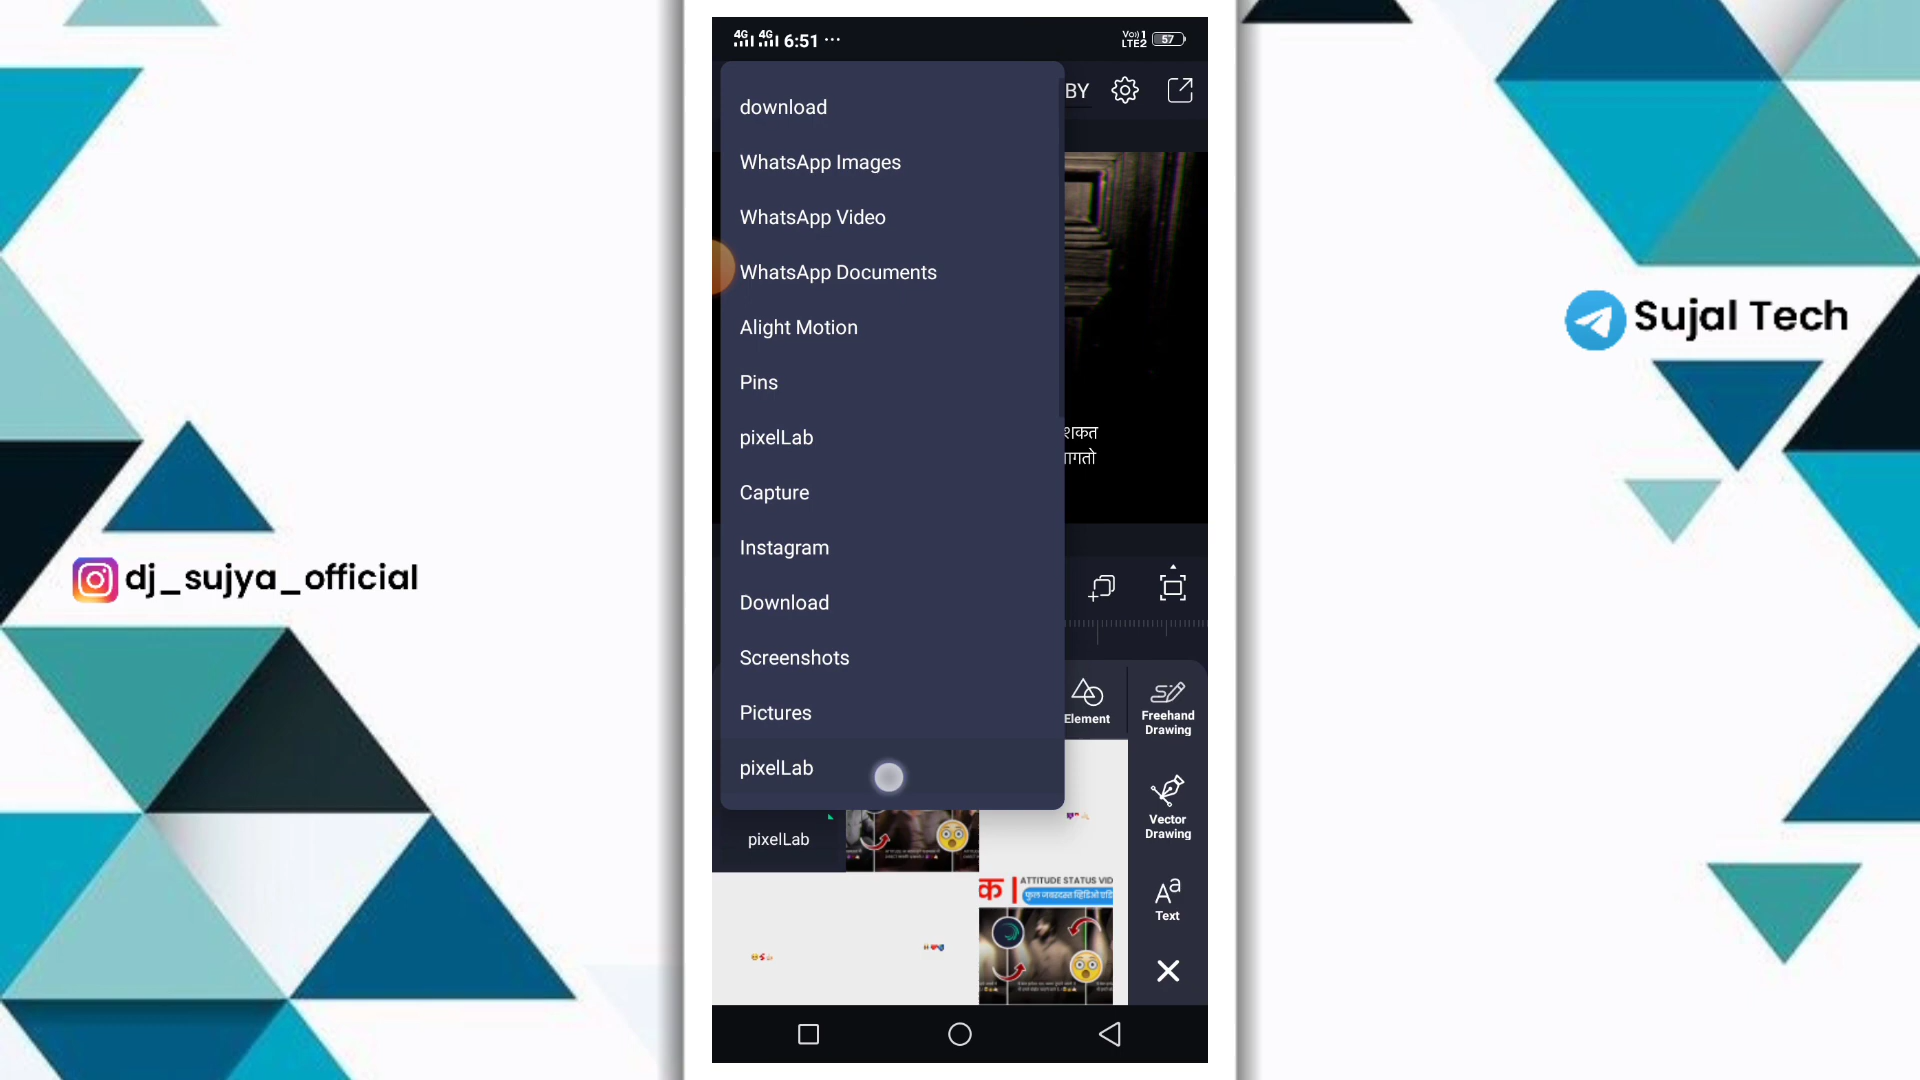 4G 4G 6:51 ···
Vo)) 1
LTE2 57
BY
download
WhatsApp Images
WhatsApp Video
WhatsApp Documents
Alight Motion
Pins
pixelLab
Capture
Instagram
Download
Screenshots
Pictures
pixelLab
शकत
ागतो
Sujal Tech
dj_sujya_official
Element
Freehand
Drawing
Vector
Drawing
Aa
Text
pixelLab
क | ATTITUDE STATUS VID